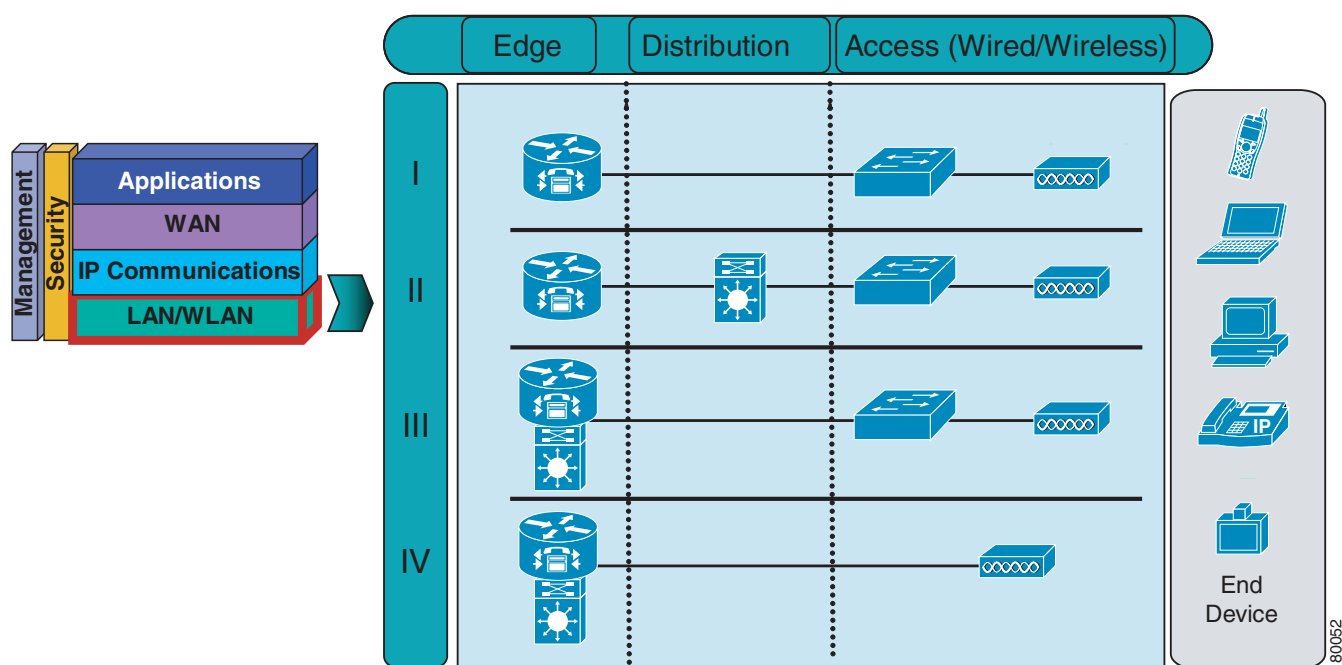 Edge
Distribution
Access (Wired/Wireless)
Management
Security
Applications
WAN
IP Communications
LAN/WLAN
I
II
III
IV
IP
End
Device
80052